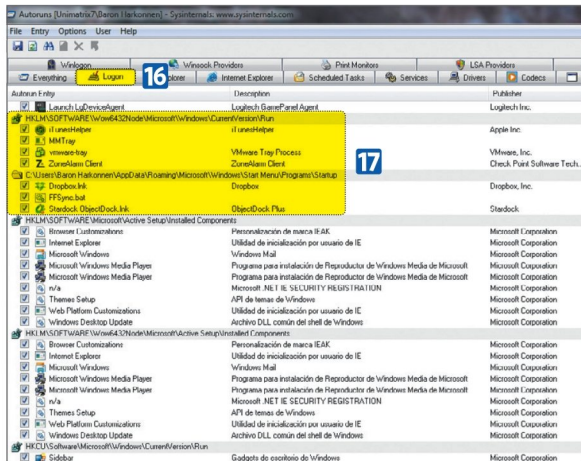 Autoruns [Unimatrix7\Baron Harkonnen] - Sysinternals: www.sysinternals.com
File Entry Options User Help
Winlogon Winsock Providers Print Monitors LSA Providers
Everything Logon 16 plorer Internet Explorer Scheduled Tasks Services Drivers Codecs
Autorun Entry Description Publisher
Launch LgDeviceAgent Logitech GamePanel Agent Logitech Inc.
HKLM\SOFTWARE\Wow6432Node\Microsoft\Windows\CurrentVersion\Run
iTunesHelper iTunesHelper Apple Inc.
MMTray
vmware-tray VMware Tray Process VMware, Inc.
ZoneAlarm Client ZoneAlarm Client Check Point Software Tech...
17
C:\Users\Baron Harkonnen\AppData\Roaming\Microsoft\Windows\Start Menu\Programs\Startup
Dropbox.lnk Dropbox Dropbox, Inc.
FFSync.bat
Stardock ObjectDock.lnk ObjectDock Plus Stardock
HKLM\SOFTWARE\Microsoft\Active Setup\Installed Components
Browser Customizations Personalización de marca IEAK Microsoft Corporation
Internet Explorer Utilidad de inicialización por usuario de IE Microsoft Corporation
Microsoft Windows Windows Mail Microsoft Corporation
Microsoft Windows Media Player Programa para instalación de Reproductor de Windows Media de Microsoft Microsoft Corporation
Microsoft Windows Media Player Programa para instalación de Reproductor de Windows Media de Microsoft Microsoft Corporation
n/a Microsoft .NET IE SECURITY REGISTRATION Microsoft Corporation
Themes Setup API de temas de Windows Microsoft Corporation
Web Platform Customizations Utilidad de inicialización por usuario de IE Microsoft Corporation
Windows Desktop Update Archivo DLL común del shell de Windows Microsoft Corporation
HKLM\SOFTWARE\Wow6432Node\Microsoft\Active Setup\Installed Components
Browser Customizations Personalización de marca IEAK Microsoft Corporation
Internet Explorer Utilidad de inicialización por usuario de IE Microsoft Corporation
Microsoft Windows Windows Mail Microsoft Corporation
Microsoft Windows Media Player Programa para instalación de Reproductor de Windows Media de Microsoft Microsoft Corporation
Microsoft Windows Media Player Programa para instalación de Reproductor de Windows Media de Microsoft Microsoft Corporation
n/a Microsoft .NET IE SECURITY REGISTRATION Microsoft Corporation
Themes Setup API de temas de Windows Microsoft Corporation
Web Platform Customizations Utilidad de inicialización por usuario de IE Microsoft Corporation
Windows Desktop Update Archivo DLL común del shell de Windows Microsoft Corporation
HKCU\Software\Microsoft\Windows\CurrentVersion\Run
Sidebar Gadgets de escritorio de Windows Microsoft Corporation